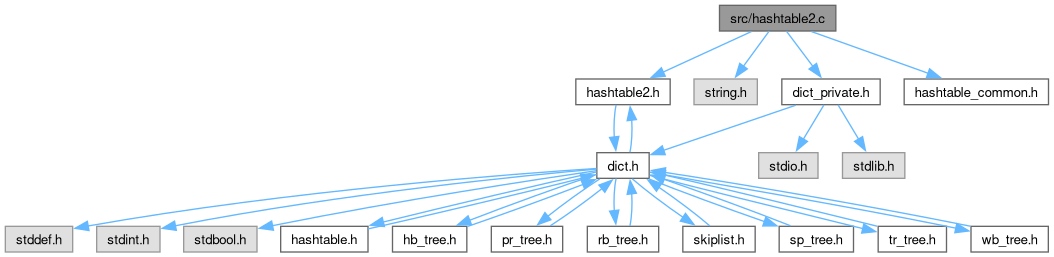 src/hashtable2.c
hashtable2.h
string.h
dict_private.h
hashtable_common.h
dict.h
stdio.h
stdlib.h
stddef.h
stdint.h
stdbool.h
hashtable.h
hb_tree.h
pr_tree.h
rb_tree.h
skiplist.h
sp_tree.h
tr_tree.h
wb_tree.h